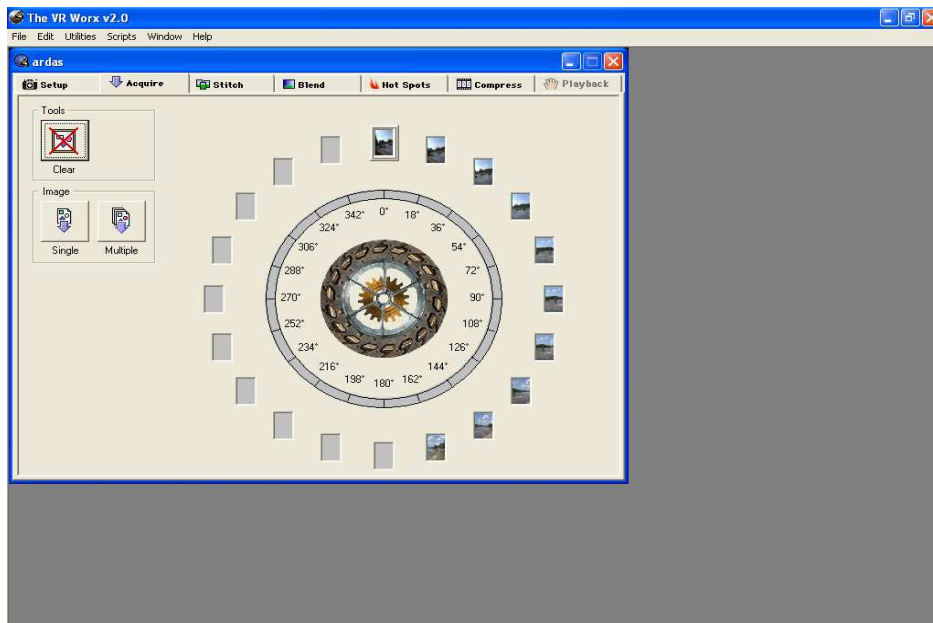 The VR Worx v2.0
File Edit Utilities Scripts Window Help
ardas
Setup Acquire Stitch Blend Hot Spots Compress Playback
Tools
Clear
Image
Single Multiple
0°
18°
36°
54°
72°
90°
108°
126°
144°
162°
180°
198°
216°
234°
252°
270°
288°
306°
324°
342°